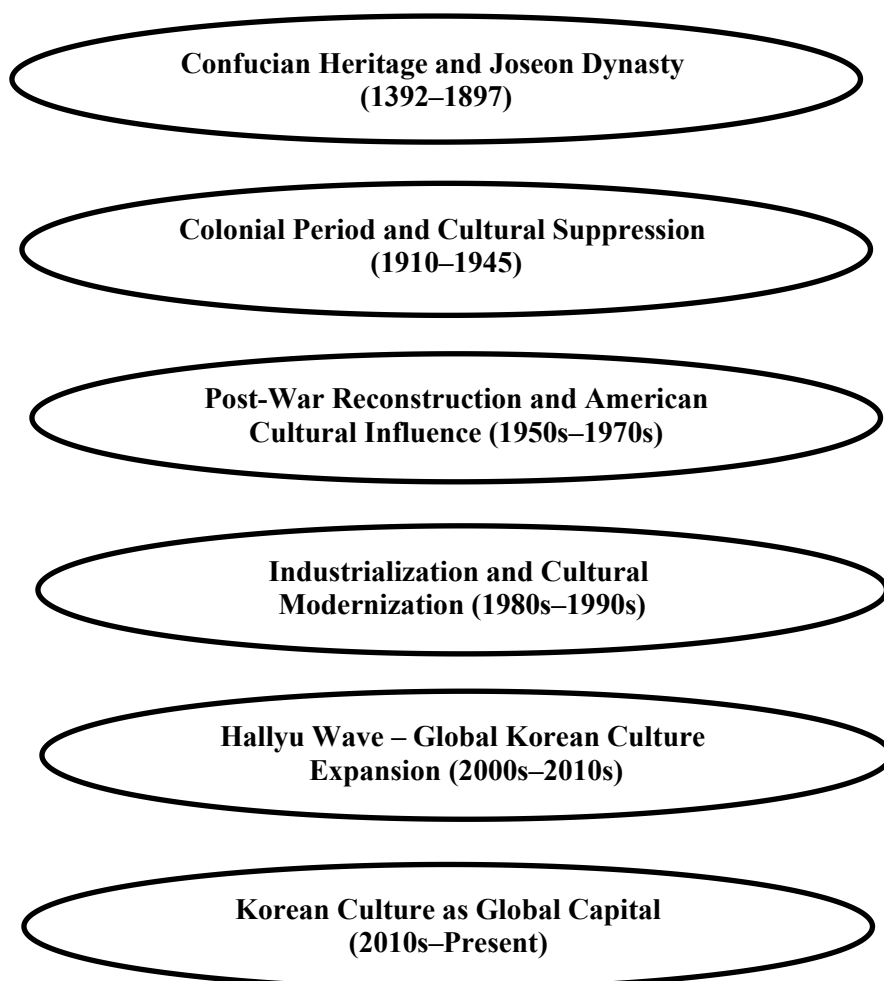 Confucian Heritage and Joseon Dynasty
(1392–1897)
Colonial Period and Cultural Suppression
(1910–1945)
Post-War Reconstruction and American
Cultural Influence (1950s–1970s)
Industrialization and Cultural
Modernization (1980s–1990s)
Hallyu Wave – Global Korean Culture
Expansion (2000s–2010s)
Korean Culture as Global Capital
(2010s–Present)